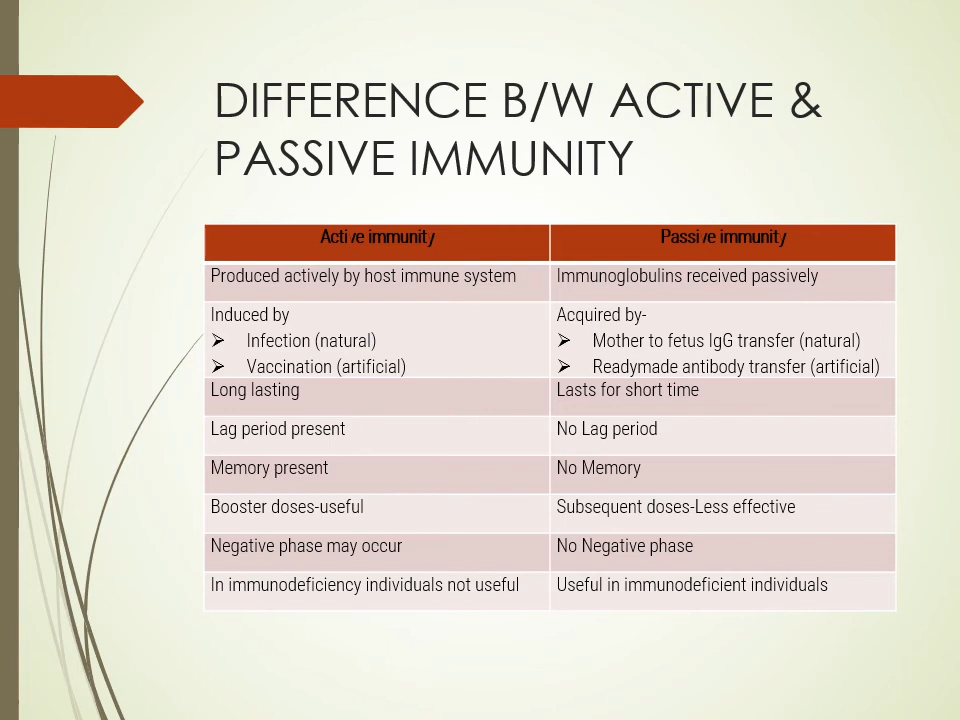 DIFFERENCE B/W ACTIVE &
PASSIVE IMMUNITY
Active immunity Passive immunity
Produced actively by host immune system Immunoglobulins received passively
Induced by Acquired by-
➢ Infection (natural) ➢ Mother to fetus IgG transfer (natural)
➢ Vaccination (artificial) ➢ Readymade antibody transfer (artificial)
Long lasting Lasts for short time
Lag period present No Lag period
Memory present No Memory
Booster doses-useful Subsequent doses-Less effective
Negative phase may occur No Negative phase
In immunodeficiency individuals not useful Useful in immunodeficient individuals